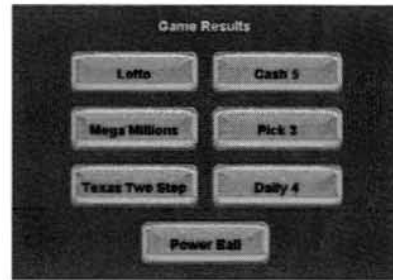 Game Results
Lotto Cash 5
Mega Millions Pick 3
Texas Two Step Daily 4
Power Ball